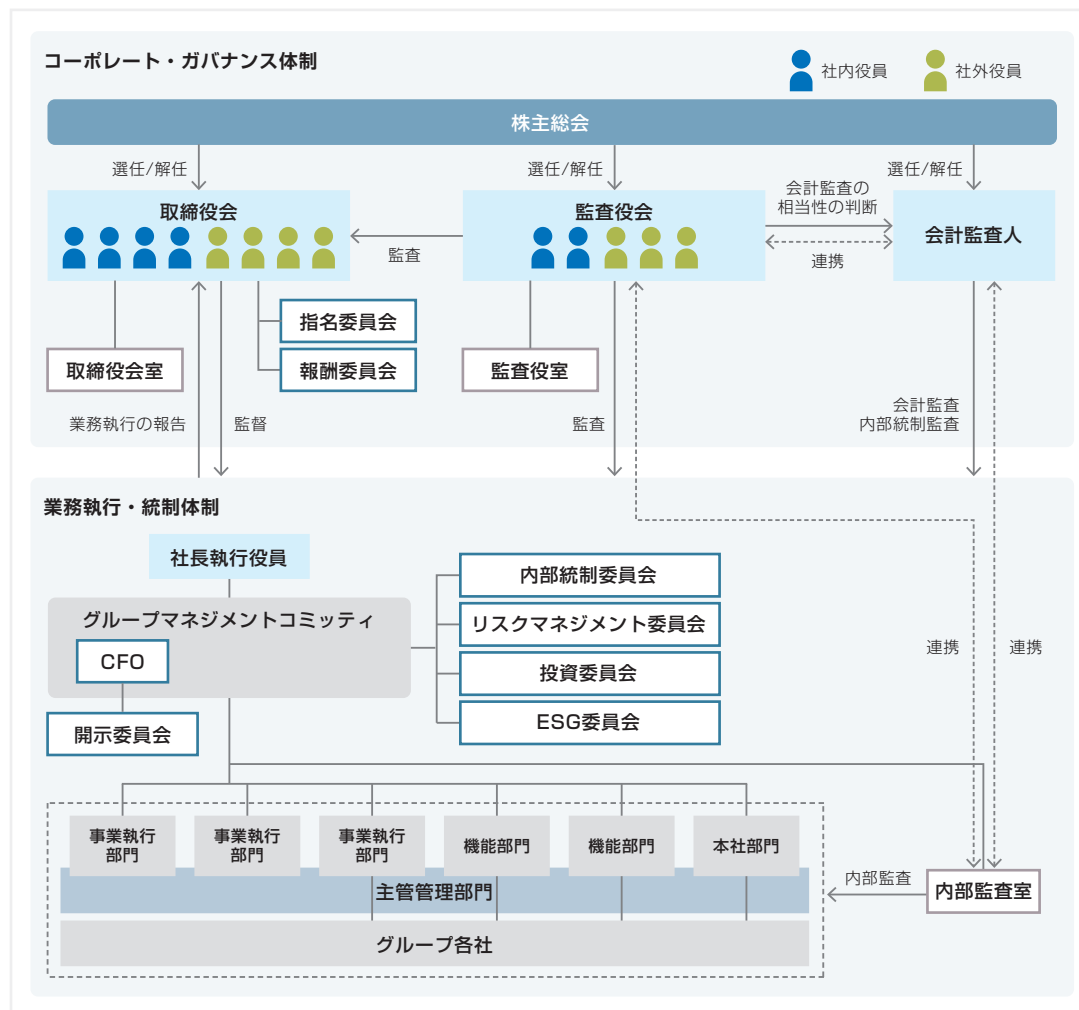 コーポレート・ガバナンス体制
社内役員
社外役員
株主総会
選任/解任
選任/解任
選任/解任
取締役会
監査役会
会計監査の
相当性の判断
会計監査人
監査
連携
指名委員会
報酬委員会
取締役会室
監査役室
業務執行の報告
監督
監査
会計監査
内部統制監査
業務執行・統制体制
社長執行役員
グループマネジメントコミッティ
CFO
開示委員会
内部統制委員会
リスクマネジメント委員会
投資委員会
ESG委員会
連携
連携
事業執行
部門
事業執行
部門
事業執行
部門
機能部門
機能部門
本社部門
主管管理部門
グループ各社
内部監査
内部監査室